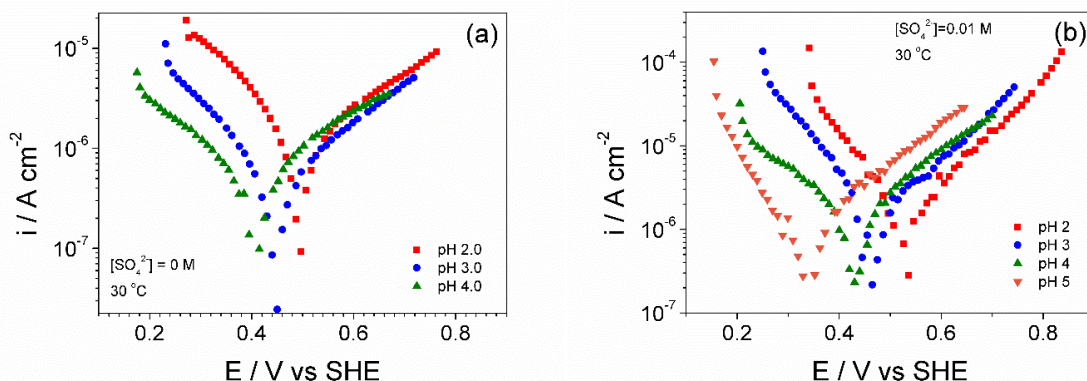 (a)
i / A cm⁻²
10⁻⁵
10⁻⁶
10⁻⁷
[SO₄²]= 0 M
30 °C
pH 2.0
pH 3.0
pH 4.0
0.2 0.4 0.6 0.8
E / V vs SHE
(b)
i / A cm⁻²
10⁻⁴
10⁻⁵
10⁻⁶
10⁻⁷
[SO₄²]=0.01 M
30 °C
pH 2
pH 3
pH 4
pH 5
0.2 0.4 0.6 0.8
E / V vs SHE